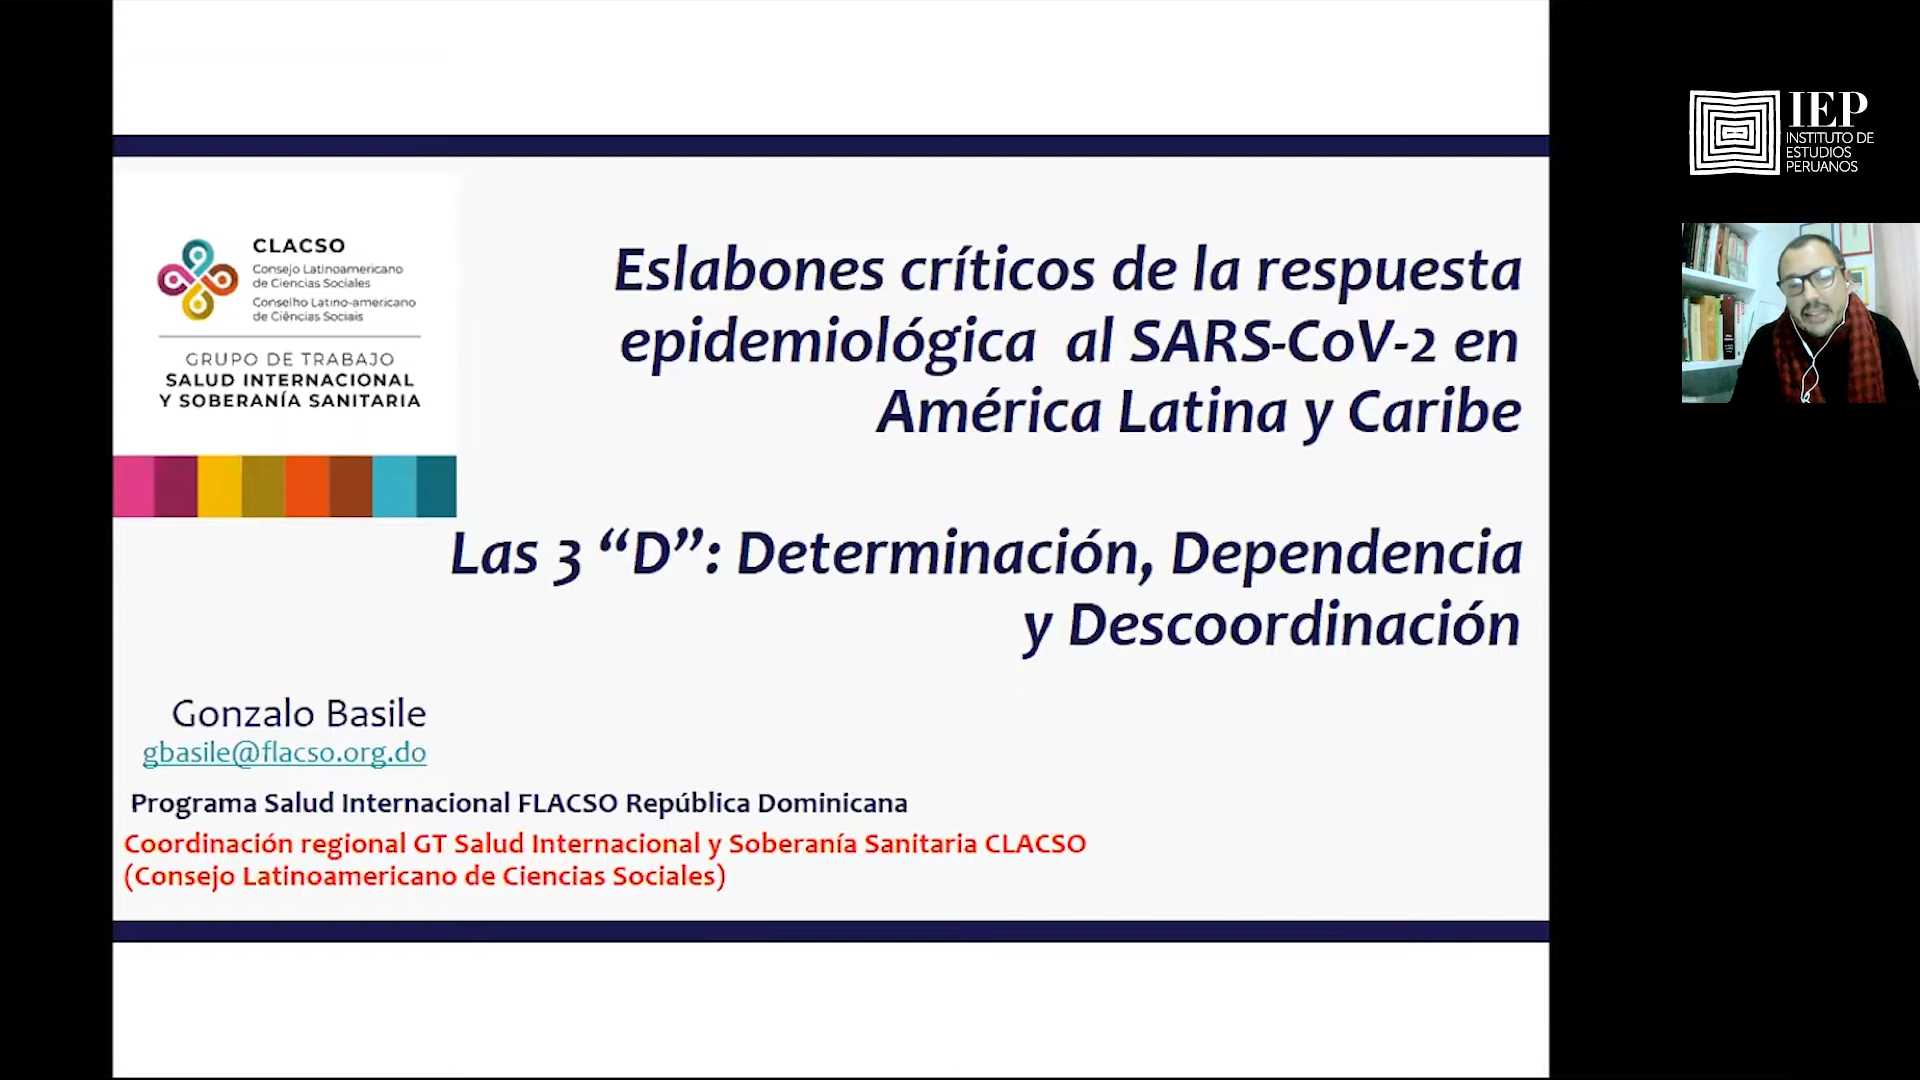 CLACSO
Consejo Latinoamericano
de Ciencias Sociales
Conselho Latino-americano
de Ciências Sociais
GRUPO DE TRABAJO
SALUD INTERNACIONAL
Y SOBERANÍA SANITARIA
Eslabones críticos de la respuesta
epidemiológica al SARS-CoV-2 en
América Latina y Caribe
Las 3 “D”: Determinación, Dependencia
y Descoordinación
Gonzalo Basile
gbasile@flacso.org.do
Programa Salud Internacional FLACSO República Dominicana
Coordinación regional GT Salud Internacional y Soberanía Sanitaria CLACSO
(Consejo Latinoamericano de Ciencias Sociales)
IEP
INSTITUTO DE
ESTUDIOS
PERUANOS